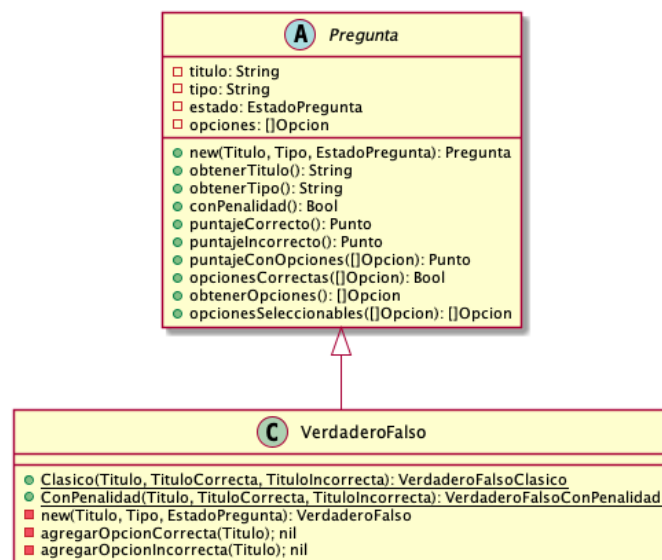 A Pregunta
titulo: String
tipo: String
estado: EstadoPregunta
opciones: []Opcion
new(Titulo, Tipo, EstadoPregunta): Pregunta
obtenerTitulo(): String
obtenerTipo(): String
conPenalidad(): Bool
puntajeCorrecto(): Punto
puntajeIncorrecto(): Punto
puntajeConOpciones([]Opcion): Punto
opcionesCorrectas([]Opcion): Bool
obtenerOpciones(): []Opcion
opcionesSeleccionables([]Opcion): []Opcion
C VerdaderoFalso
Clasico(Titulo, TituloCorrecta, TituloIncorrecta): VerdaderoFalsoClasico
ConPenalidad(Titulo, TituloCorrecta, TituloIncorrecta): VerdaderoFalsoConPenalidad
new(Titulo, Tipo, EstadoPregunta): VerdaderoFalso
agregarOpcionCorrecta(Titulo); nil
agregarOpcionIncorrecta(Titulo); nil